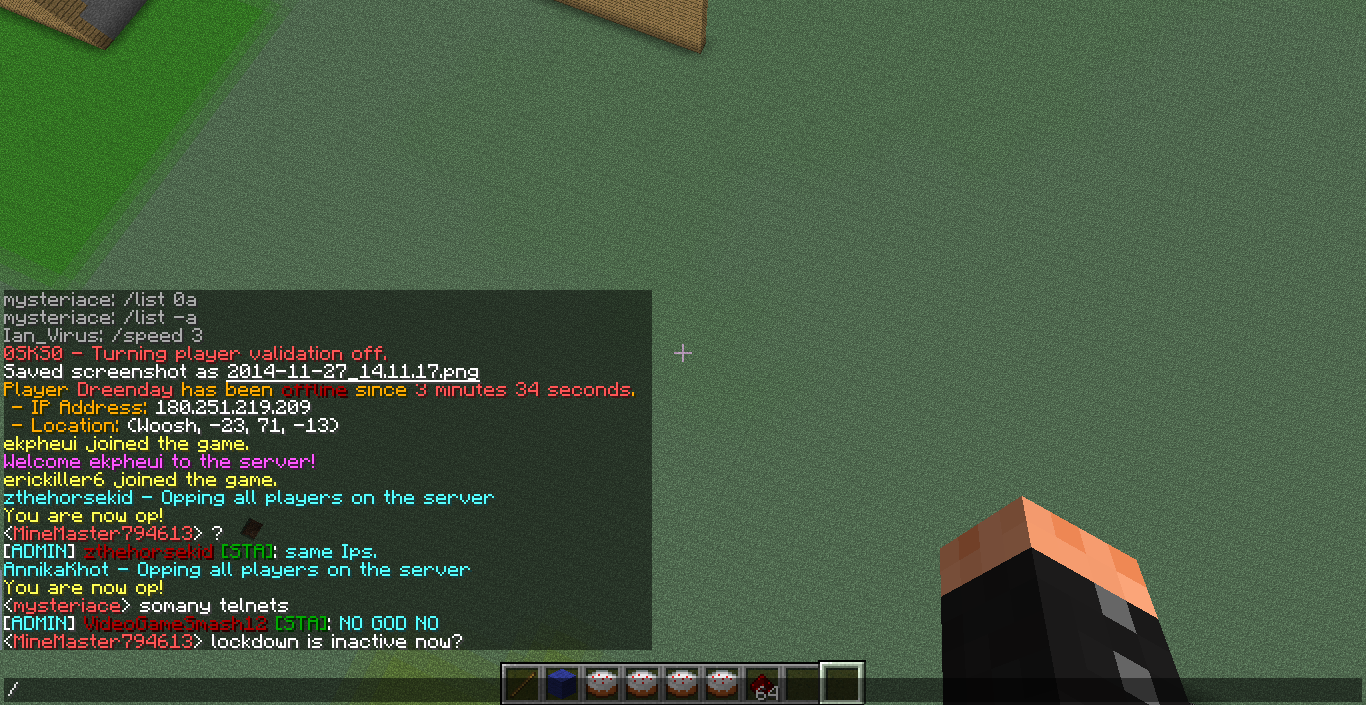 mysteriace: /list 0a
mysteriace: /list -a
Ian_Virus: /speed 3
0SKS0 - Turning player validation off.
Saved screenshot as 2014-11-27_14.11.17.png
Player Dreenday has been offline since 3 minutes 34 seconds.
- IP Address: 180.251.219.209
- Location: (Woosh, -23, 71, -13)
ekpheui joined the game.
Welcome ekpheui to the server!
erickiller6 joined the game.
zthehorsekid - Opping all players on the server
You are now op!
<MineMaster794613> ?
[ADMIN] zthehorsekid [STA]: same Ips.
AnnikaKhot - Opping all players on the server
You are now op!
<mysteriace> somany telnets
[ADMIN] VideoGameSmash12 [STA]: NO GOD NO
<MineMaster794613> lockdown is inactive now?
/
64